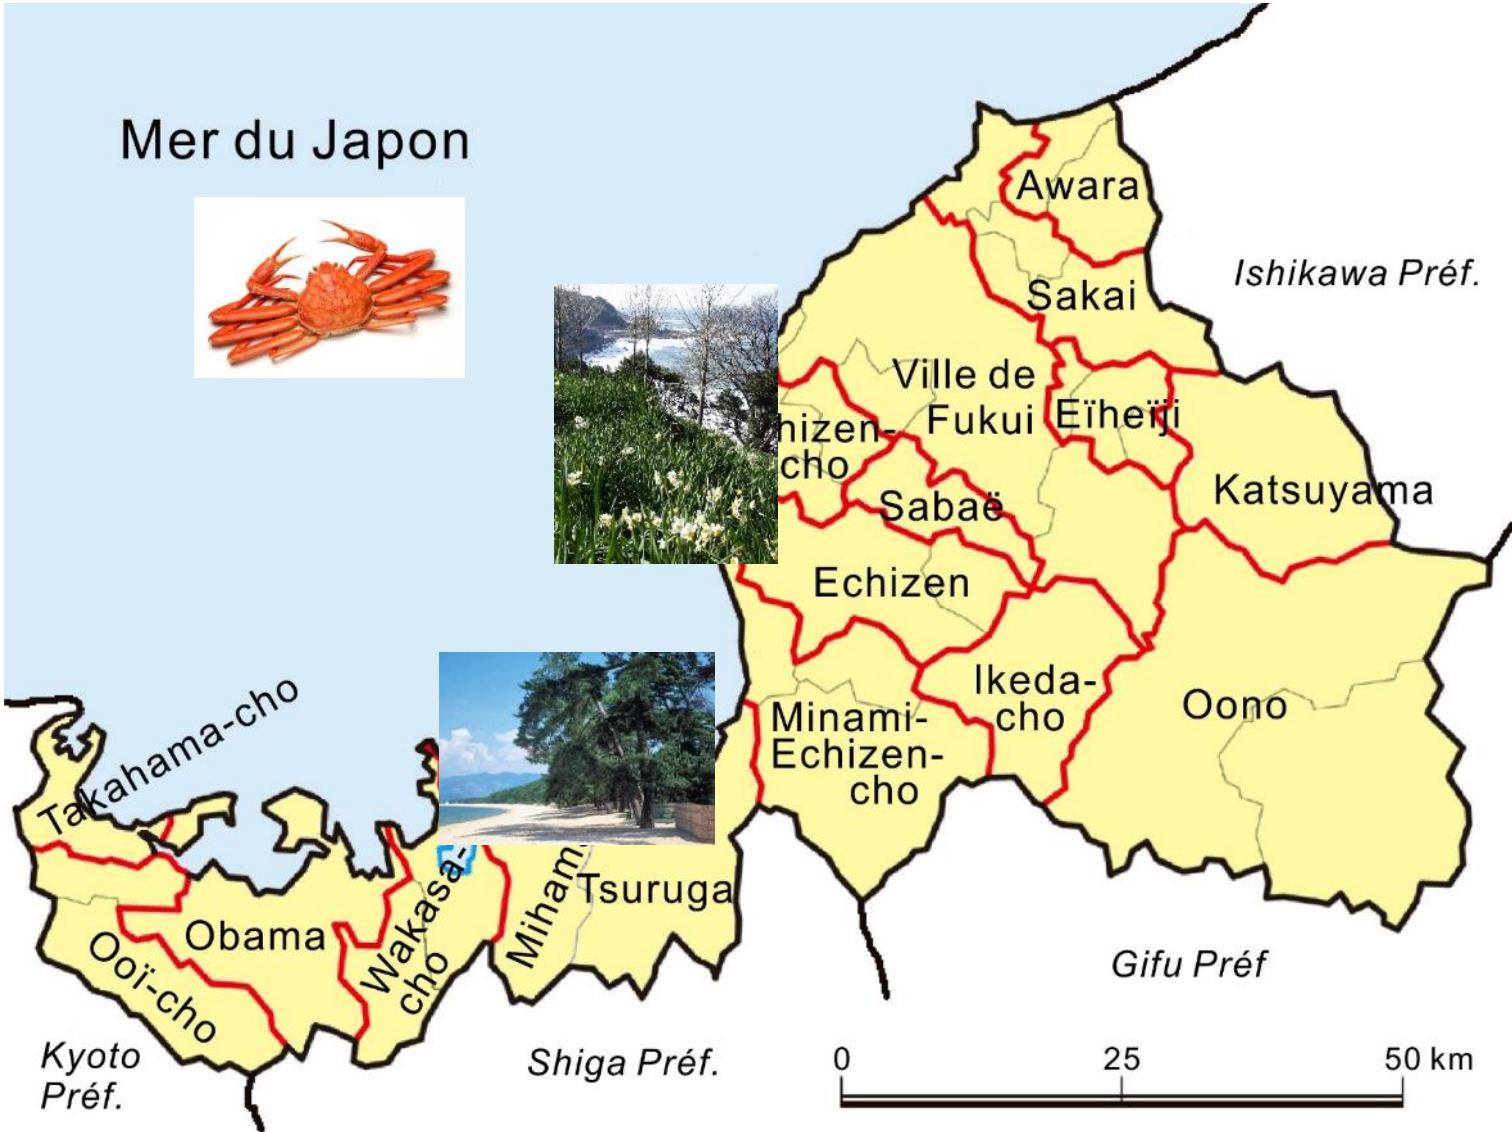 Mer du Japon
Awara
Ishikawa Préf.
Sakai
Ville de
Fukui
Eïheïji
hizen-
cho
Katsuyama
Sabaë
Echizen
Ikeda-
cho
Oono
Minami-
Echizen-
cho
Takahama-cho
Miham
Tsuruga
Wakasa-
cho
Obama
Ooï-cho
Gifu Préf
Kyoto
Préf.
Shiga Préf.
0 25 50 km